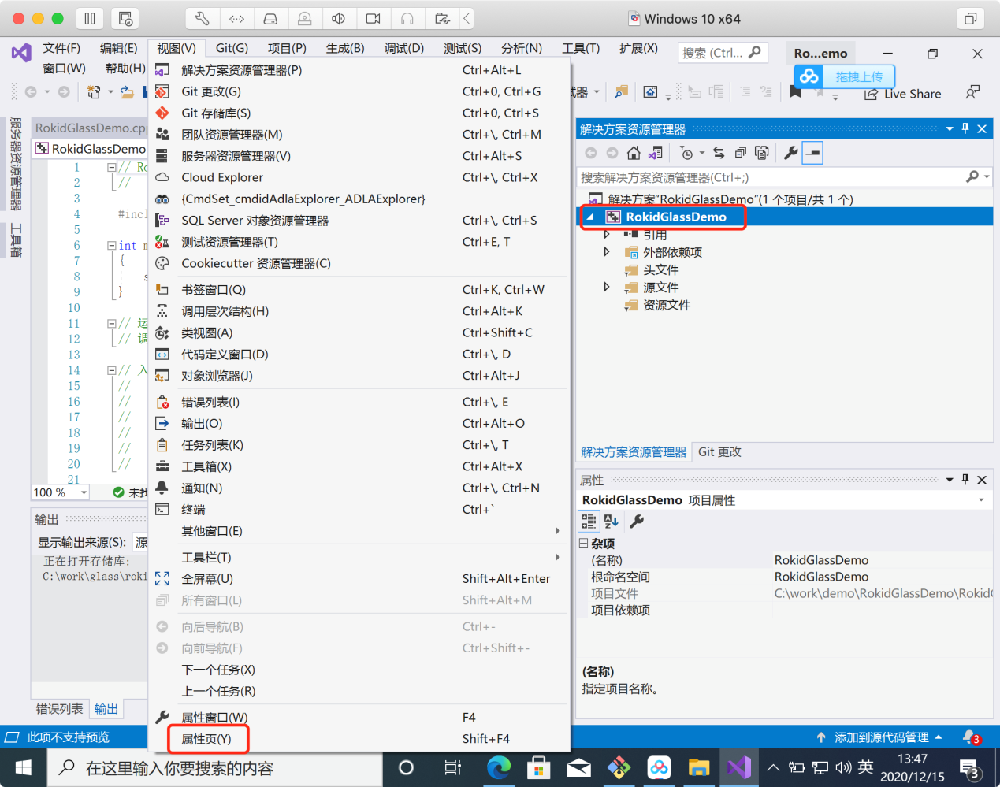 Windows 10 x64
文件(F) 编辑(E) 视图(V) Git(G) 项目(P) 生成(B) 调试(D) 测试(S) 分析(N) 工具(T) 扩展(X) 搜索 (Ctrl... Ro...emo
窗口(W) 帮助(H)
拖拽上传
试器
Live Share
服务器资源管理器
工具箱
RokidGlassDemo.cpp
RokidGlassDemo
1 // Ro
2 //
3
4 #incl
5
6 int m
7 {
8 s
9 }
10
11 // 运
12 // 调
13
14 // 入
15 //
16 //
17 //
18 //
19 //
20 //
21
100 %
未找
输出
显示输出来源(S): 源
正在打开存储库:
C:\work\glass\roki
错误列表 输出
解决方案资源管理器(P) Ctrl+Alt+L
Git 更改(G) Ctrl+0, Ctrl+G
Git 存储库(S) Ctrl+0, Ctrl+S
团队资源管理器(M) Ctrl+\, Ctrl+M
服务器资源管理器(V) Ctrl+Alt+S
Cloud Explorer Ctrl+\, Ctrl+X
{CmdSet_cmdidAdlaExplorer_ADLAExplorer}
SQL Server 对象资源管理器 Ctrl+\, Ctrl+S
测试资源管理器(T) Ctrl+E, T
Cookiecutter 资源管理器(C)
书签窗口(Q) Ctrl+K, Ctrl+W
调用层次结构(H) Ctrl+Alt+K
类视图(A) Ctrl+Shift+C
代码定义窗口(D) Ctrl+\, D
对象浏览器(J) Ctrl+Alt+J
错误列表(I) Ctrl+\, E
输出(O) Ctrl+Alt+O
任务列表(K) Ctrl+\, T
工具箱(X) Ctrl+Alt+X
通知(N) Ctrl+\, Ctrl+N
终端 Ctrl+`
其他窗口(E)
工具栏(T)
全屏幕(U) Shift+Alt+Enter
所有窗口(L) Shift+Alt+M
向后导航(B) Ctrl+-
向前导航(F) Ctrl+Shift+-
下一个任务(X)
上一个任务(R)
属性窗口(W) F4
属性页(Y) Shift+F4
解决方案资源管理器
搜索解决方案资源管理器(Ctrl+;)
解决方案“RokidGlassDemo”(1 个项目/共 1 个)
RokidGlassDemo
引用
外部依赖项
头文件
源文件
资源文件
解决方案资源管理器 Git 更改
属性
RokidGlassDemo 项目属性
杂项
(名称) RokidGlassDemo
根命名空间 RokidGlassDemo
项目文件 C:\work\demo\RokidGlassDemo\RokidG
项目依赖项
(名称)
指定项目名称。
此项不支持预览
添加到源代码管理
3
在这里输入你要搜索的内容
英
13:47
2020/12/15
3